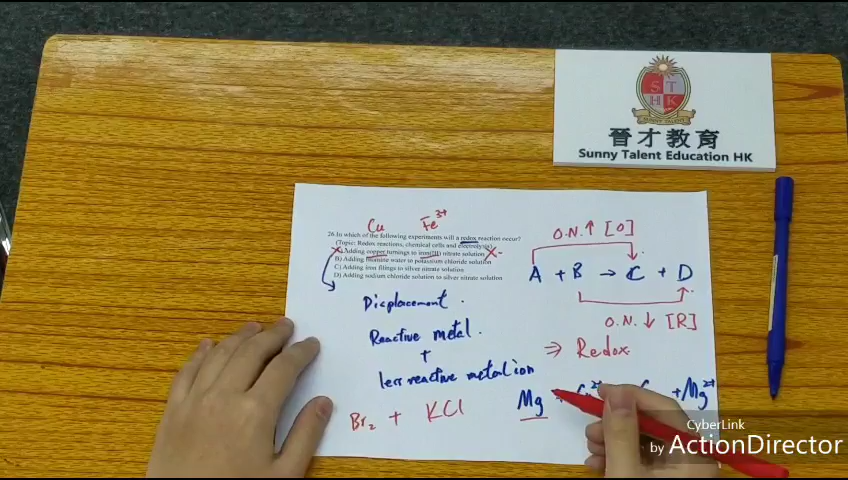 S T
H K
晉才教育
Sunny Talent Education HK
Cu Fe3+
26.In which of the following experiments will a redox reaction occur?
(Topic: Redox reactions, chemical cells and electrolysis)
A) Adding copper turnings to iron(III) nitrate solution
B) Adding bromine water to potassium chloride solution
C) Adding iron filings to silver nitrate solution
D) Adding sodium chloride solution to silver nitrate solution
O.N.↑ [O]
A + B → C + D
O.N. ↓ [R]
⇒ Redox
Displacement.
Reactive metal.
+
less reactive metal ion
Mg + Mg2+
Br2 + KCl
CyberLink
by ActionDirector